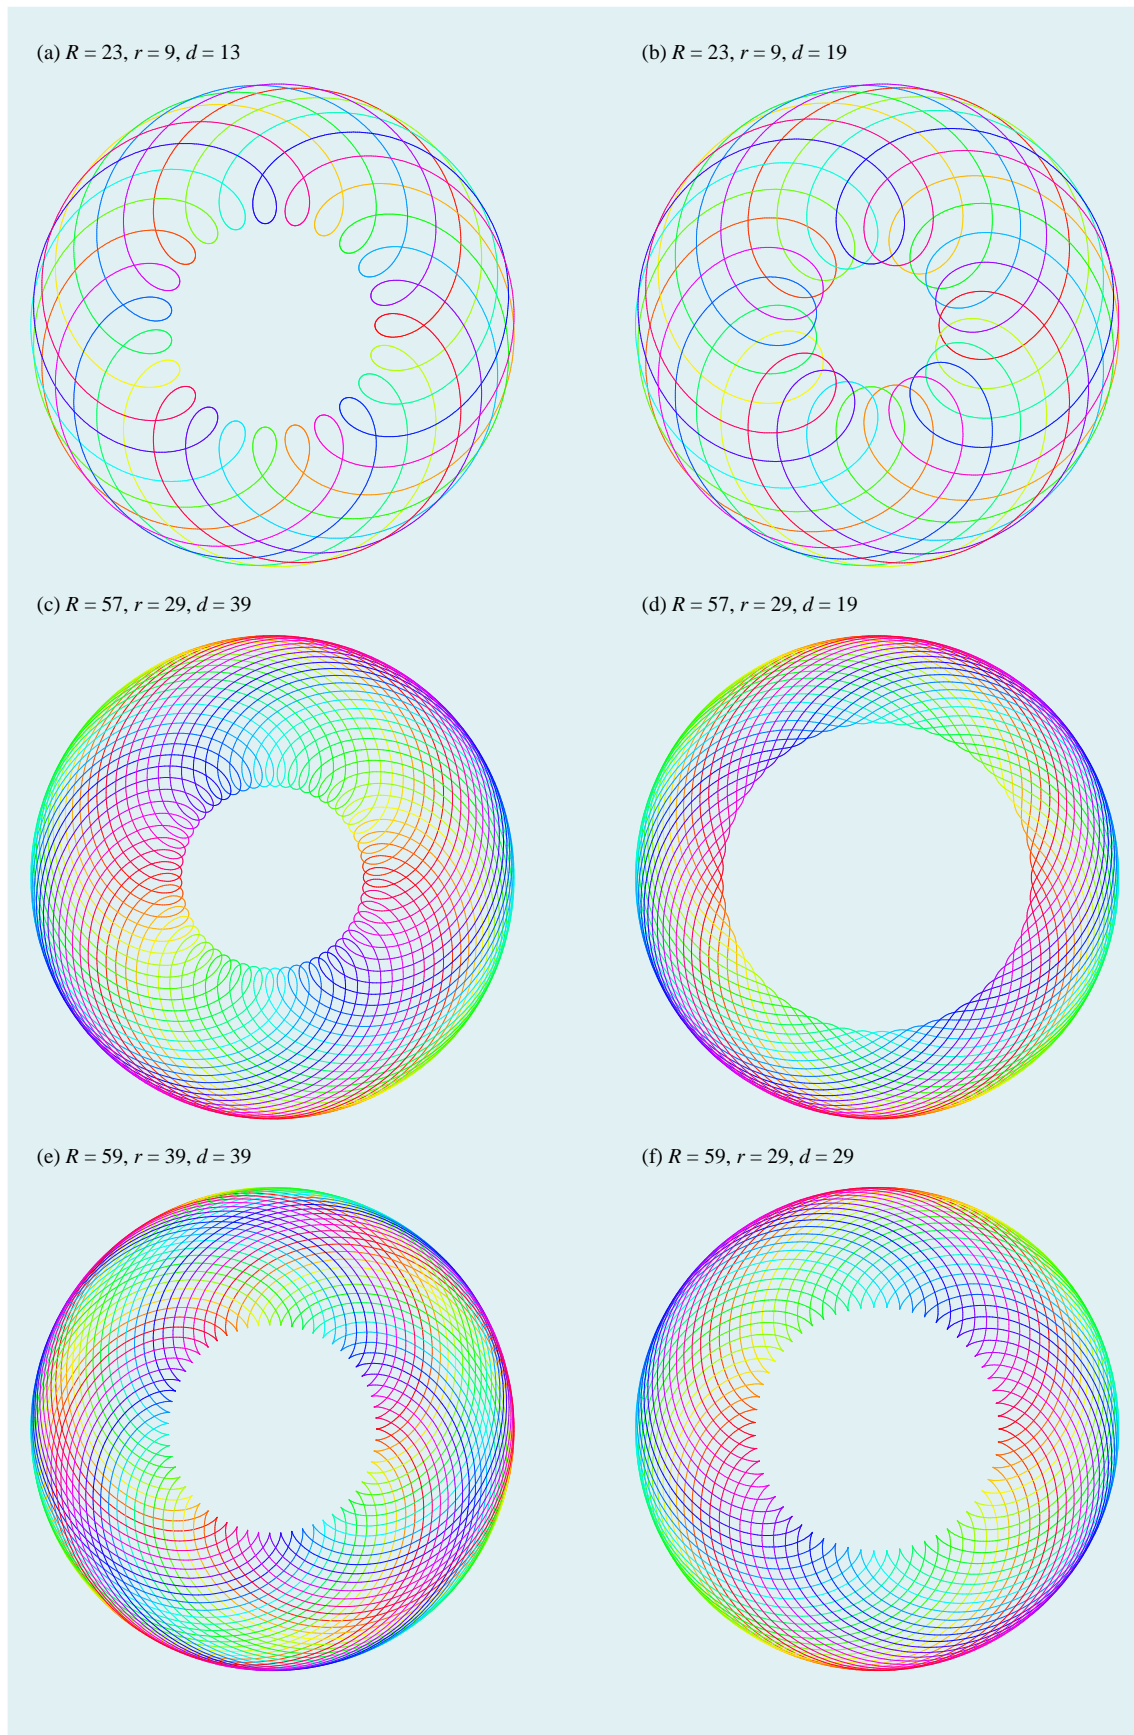 (a) R = 23, r = 9, d = 13
(b) R = 23, r = 9, d = 19
(c) R = 57, r = 29, d = 39
(d) R = 57, r = 29, d = 19
(e) R = 59, r = 39, d = 39
(f) R = 59, r = 29, d = 29